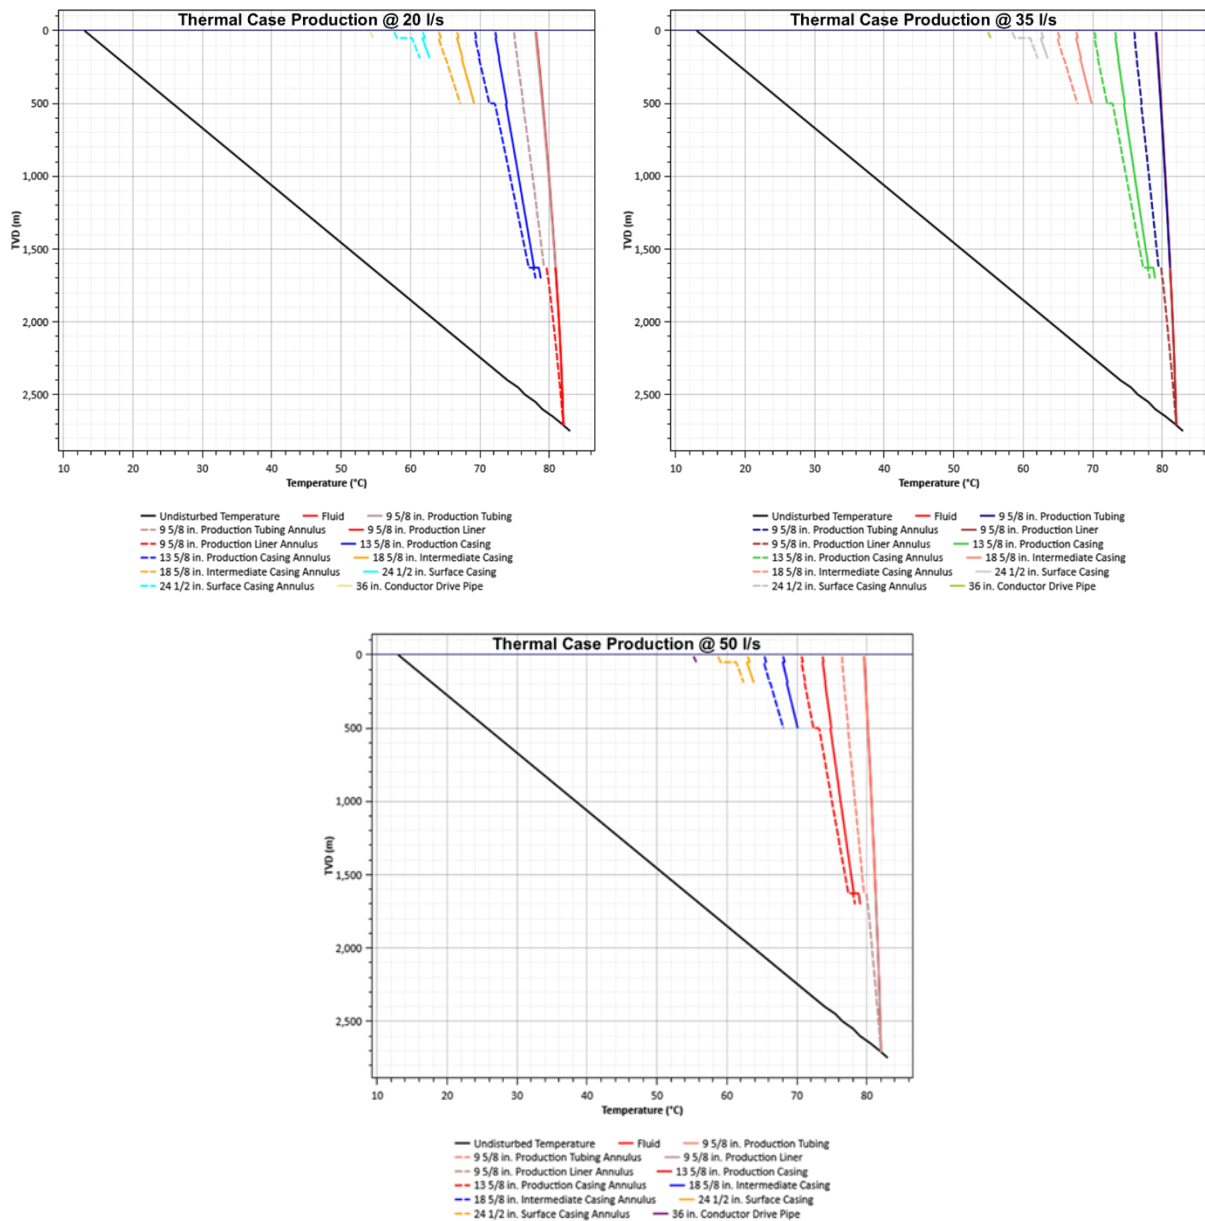 Thermal Case Production @ 20 l/s
0
500
1,000
1,500
2,000
2,500
TVD (m)
10 20 30 40 50 60 70 80
Temperature (°C)
Undisturbed Temperature Fluid 9 5/8 in. Production Tubing
9 5/8 in. Production Tubing Annulus 9 5/8 in. Production Liner
9 5/8 in. Production Liner Annulus 13 5/8 in. Production Casing
13 5/8 in. Production Casing Annulus 18 5/8 in. Intermediate Casing
18 5/8 in. Intermediate Casing Annulus 24 1/2 in. Surface Casing
24 1/2 in. Surface Casing Annulus 36 in. Conductor Drive Pipe
Thermal Case Production @ 35 l/s
0
500
1,000
1,500
2,000
2,500
TVD (m)
10 20 30 40 50 60 70 80
Temperature (°C)
Undisturbed Temperature Fluid 9 5/8 in. Production Tubing
9 5/8 in. Production Tubing Annulus 9 5/8 in. Production Liner
9 5/8 in. Production Liner Annulus 13 5/8 in. Production Casing
13 5/8 in. Production Casing Annulus 18 5/8 in. Intermediate Casing
18 5/8 in. Intermediate Casing Annulus 24 1/2 in. Surface Casing
24 1/2 in. Surface Casing Annulus 36 in. Conductor Drive Pipe
Thermal Case Production @ 50 l/s
0
500
1,000
1,500
2,000
2,500
TVD (m)
10 20 30 40 50 60 70 80
Temperature (°C)
Undisturbed Temperature Fluid 9 5/8 in. Production Tubing
9 5/8 in. Production Tubing Annulus 9 5/8 in. Production Liner
9 5/8 in. Production Liner Annulus 13 5/8 in. Production Casing
13 5/8 in. Production Casing Annulus 18 5/8 in. Intermediate Casing
18 5/8 in. Intermediate Casing Annulus 24 1/2 in. Surface Casing
24 1/2 in. Surface Casing Annulus 36 in. Conductor Drive Pipe